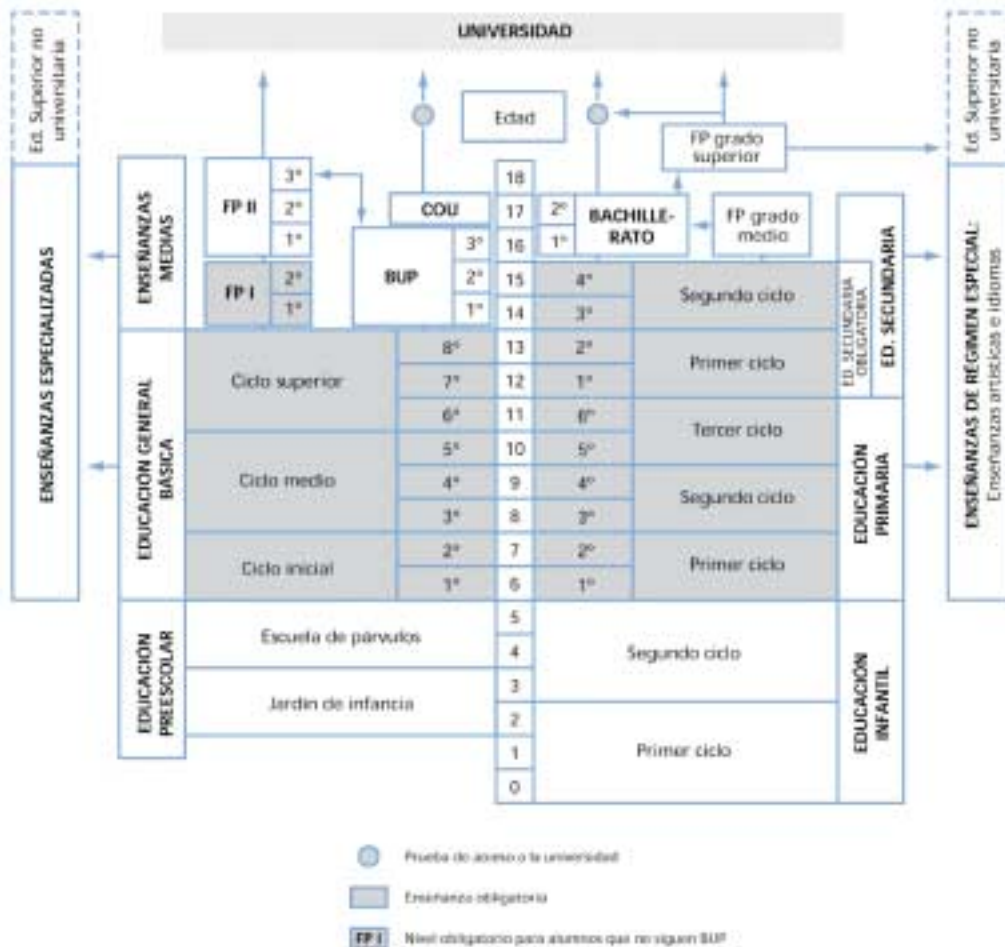 UNIVERSIDAD
Ed. Superior no
universitaria
ENSEÑANZAS ESPECIALIZADAS
ENSEÑANZAS
MEDIAS
FP II
3º
2º
1º
FP I
2º
1º
COU
BUP
3º
2º
1º
EDUCACIÓN GENERAL
BÁSICA
Ciclo superior
8º
7º
6º
Ciclo medio
5º
4º
3º
Ciclo inicial
2º
1º
EDUCACIÓN
PREESCOLAR
Escuela de párvulos
Jardín de infancia
Edad
18
17
16
15
14
13
12
11
10
9
8
7
6
5
4
3
2
1
0
FP grado
superior
2º
1º
BACHILLE-
RATO
FP grado
medio
4º
3º
Segundo ciclo
2º
1º
Primer ciclo
ED. SECUNDARIA
OBLIGATORIA
ED. SECUNDARIA
6º
5º
Tercer ciclo
4º
3º
Segundo ciclo
2º
1º
Primer ciclo
EDUCACIÓN
PRIMARIA
Segundo ciclo
Primer ciclo
EDUCACIÓN
INFANTIL
Ed. Superior no
universitaria
ENSEÑANZAS DE RÉGIMEN ESPECIAL:
Enseñanzas artísticas e idiomas
Prueba de acceso a la universidad
Enseñanza obligatoria
FP I Nivel obligatorio para alumnos que no siguen BUP